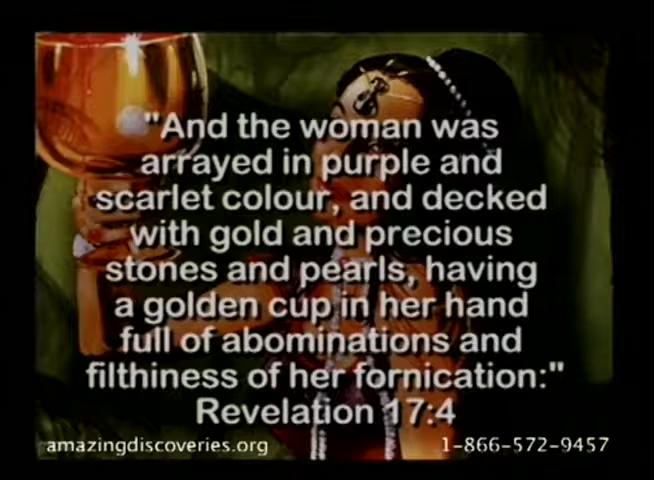 "And the woman was
arrayed in purple and
scarlet colour, and decked
with gold and precious
stones and pearls, having
a golden cup in her hand
full of abominations and
filthiness of her fornication:"
Revelation 17:4
amazingdiscoveries.org 1-866-572-9457